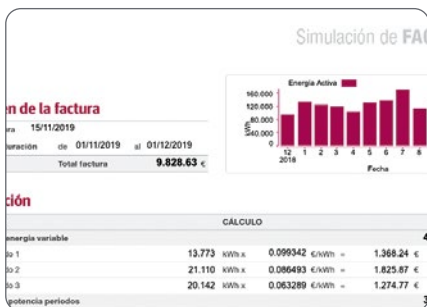 Simulación de FAC
en de la factura
ura 15/11/2019
turación de 01/11/2019 al 01/12/2019
Total factura 9.828.63 €
Energía Activa
kWh
160.000
120.000
80.000
40.000
0
12 1 2 3 4 5 6 7 8
2018
Fecha
ción
CÁLCULO
energía variable 4
do 1 13.773 kWh x 0.099342 €/kWh = 1,368.24 €
do 2 21.110 kWh x 0.086493 €/kWh = 1,825.87 €
do 3 20.142 kWh x 0.063289 €/kWh = 1,274.77 €
potencia periodos